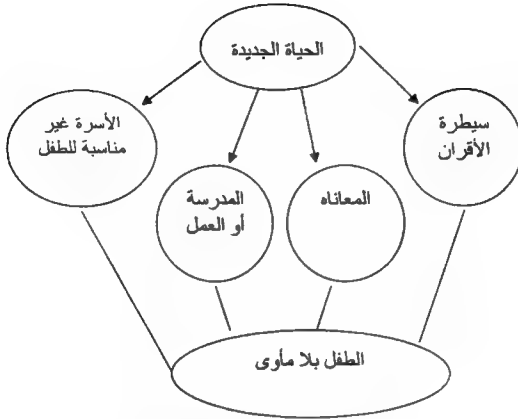 الحياة الجديدة
سيطرة
الأقران
المعاناه
المدرسة
أو العمل
الأسرة غير
مناسبة للطفل
الطفل بلا مأوى